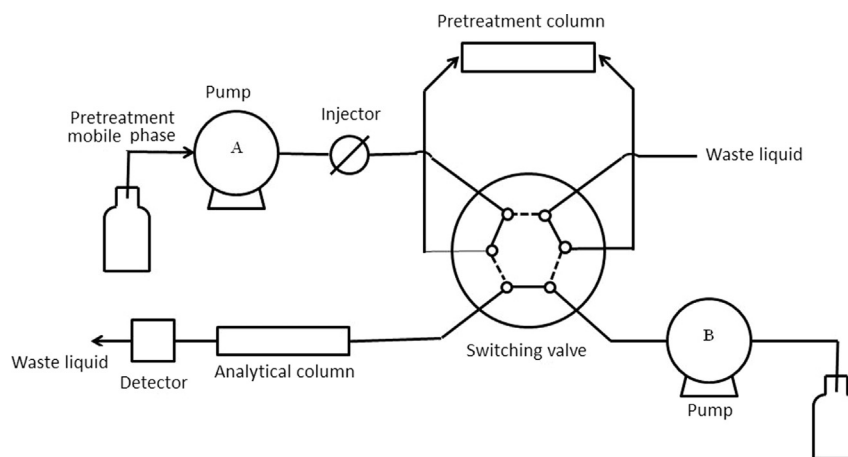 Pretreatment column
Pump
Injector
Pretreatment
mobile phase
A
Waste liquid
Switching valve
B
Pump
Waste liquid
Detector
Analytical column